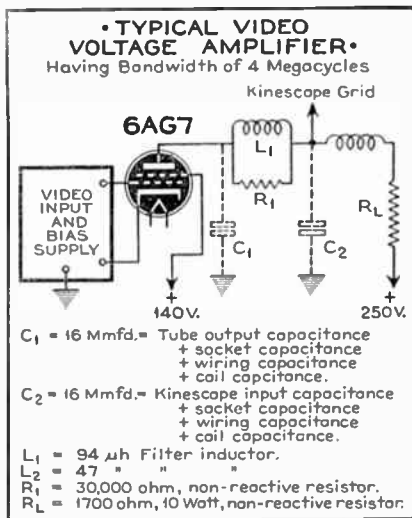 • TYPICAL VIDEO
VOLTAGE AMPLIFIER •
Having Bandwidth of 4 Megacycles
Kinescope Grid
6AG7
L1
R1
VIDEO
INPUT
AND
BIAS
SUPPLY
C1
C2
RL
+
140V.
+
250V.
C1 = 16 Mmfd.= Tube output capacitance
+ socket capacitance
+ wiring capacitance
+ coil capcitance.
C2 = 16 Mmfd.= Kinescope input capacitance
+ socket capacitance
+ wiring capacitance
+ coil capacitance.
L1 = 94 µh Filter inductor.
L2 = 47 " " "
R1 = 30,000 ohm, non-reactive resistor.
RL = 1700 ohm, 10 Watt, non-reactive resistor.